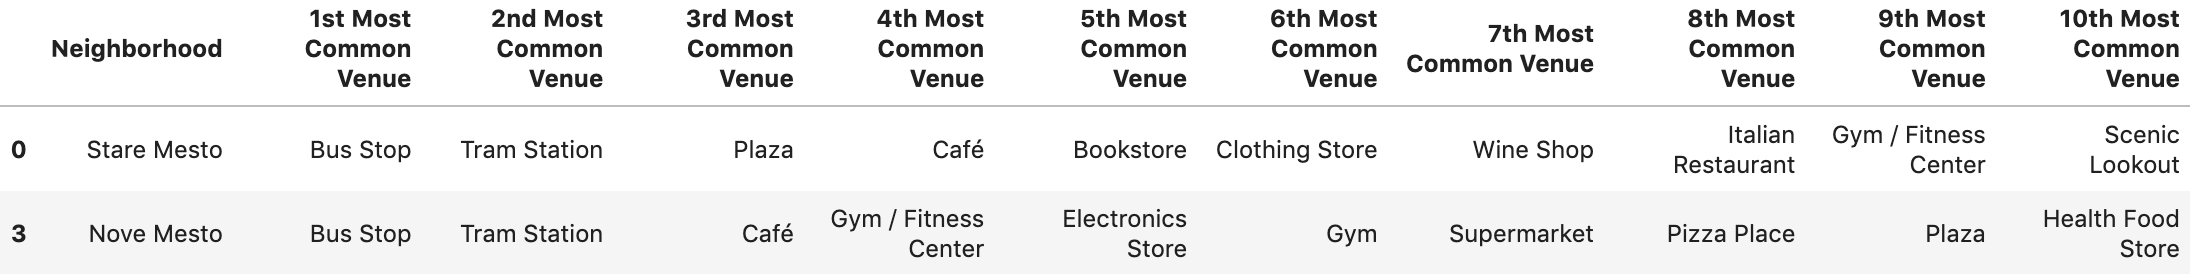 Neighborhood 1st Most Common Venue 2nd Most Common Venue 3rd Most Common Venue 4th Most Common Venue 5th Most Common Venue 6th Most Common Venue 7th Most Common Venue 8th Most Common Venue 9th Most Common Venue 10th Most Common Venue
0 Stare Mesto Bus Stop Tram Station Plaza Café Bookstore Clothing Store Wine Shop Italian Restaurant Gym / Fitness Center Scenic Lookout
3 Nove Mesto Bus Stop Tram Station Café Gym / Fitness Center Electronics Store Gym Supermarket Pizza Place Plaza Health Food Store